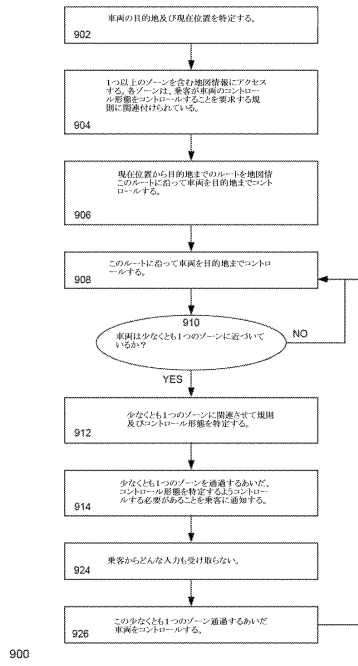 車両の目的地及び現在位置を特定する。
902
1つ以上のゾーンを含む地図情報にアクセス
する。各ゾーンは、乗客が車両のコントロー
ル形態をコントロールすることを要求する規
則に関連付けられている。
904
現在位置から目的地までのルートを地図情
このルートに沿って車両を目的地までコント
ロールする。
906
このルートに沿って車両を目的地までコントロ
ールする。
908
910
車両は少なくとも1つのゾーンに近づいて
いるか?
NO
YES
少なくとも1つのゾーンに関連させて規則
及びコントロール形態を特定する。
912
少なくとも1つのゾーンを通過するあいだ、
コントロール形態を特定するようコントロー
ルする必要があることを乗客に通知する。
914
乗客からどんな入力も受け取らない。
924
この少なくとも1つのゾーン通過するあいだ
車両をコントロールする。
926
900